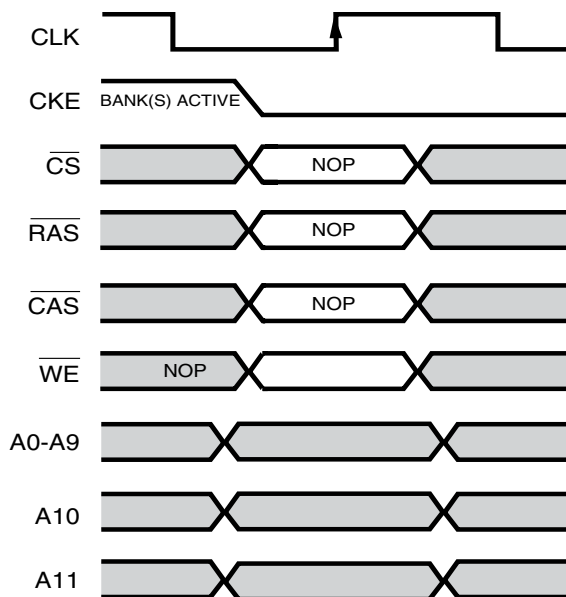 CLK
CKE BANK(S) ACTIVE
CS NOP
RAS NOP
CAS NOP
WE NOP
A0-A9
A10
A11